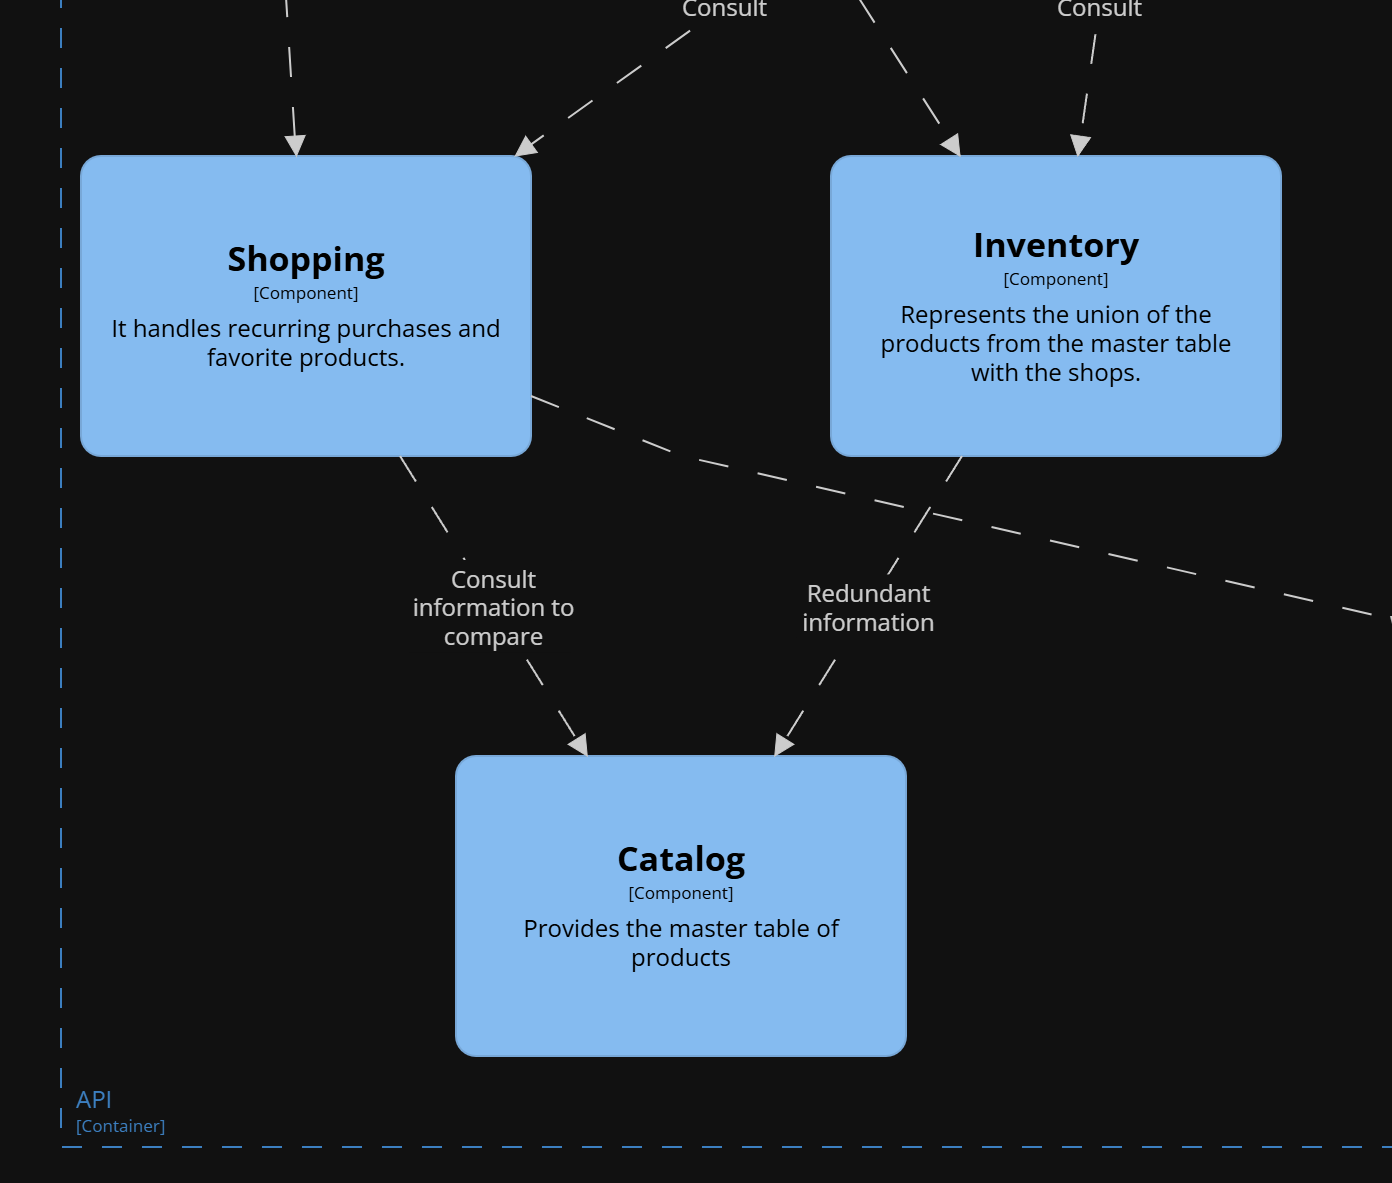 Consult
Consult
Shopping
[Component]
It handles recurring purchases and
favorite products.
Inventory
[Component]
Represents the union of the
products from the master table
with the shops.
Consult
information to
compare
Redundant
information
Catalog
[Component]
Provides the master table of
products
API
[Container]